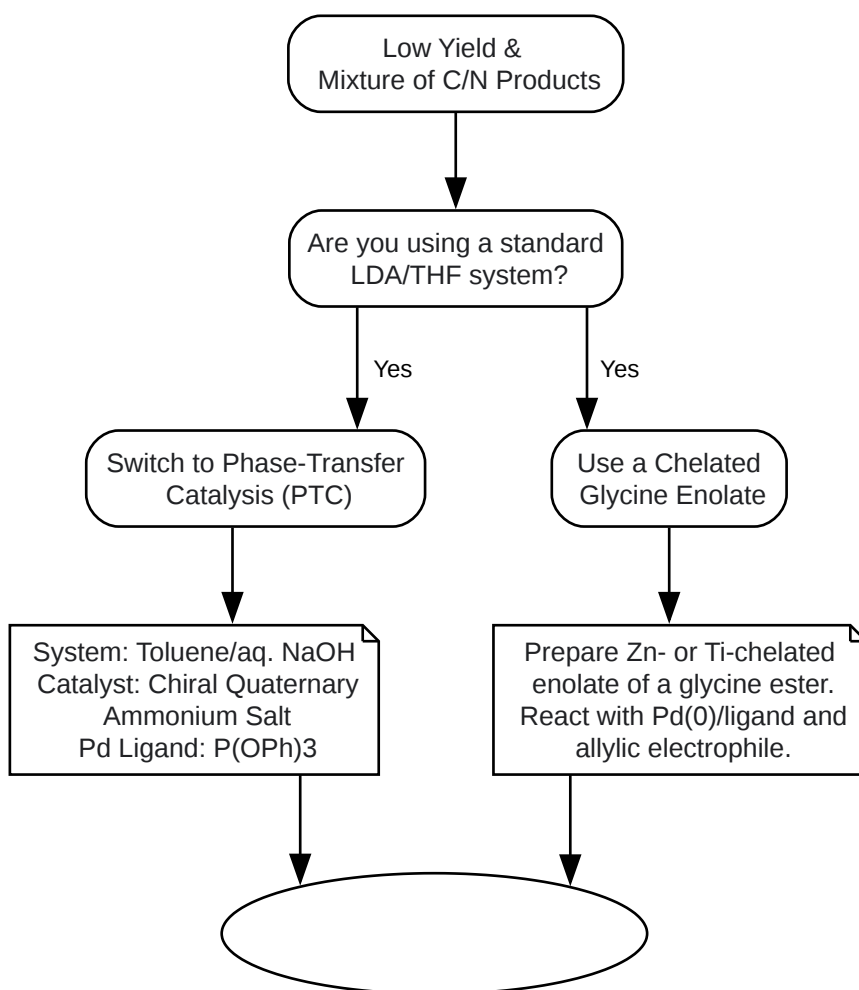 Low Yield &
Mixture of C/N Products
Are you using a standard
LDA/THF system?
Yes
Yes
Switch to Phase-Transfer
Catalysis (PTC)
Use a Chelated
Glycine Enolate
System: Toluene/aq. NaOH
Catalyst: Chiral Quaternary
Ammonium Salt
Pd Ligand: P(OPh)3
Prepare Zn- or Ti-chelated
enolate of a glycine ester.
React with Pd(0)/ligand and
allylic electrophile.